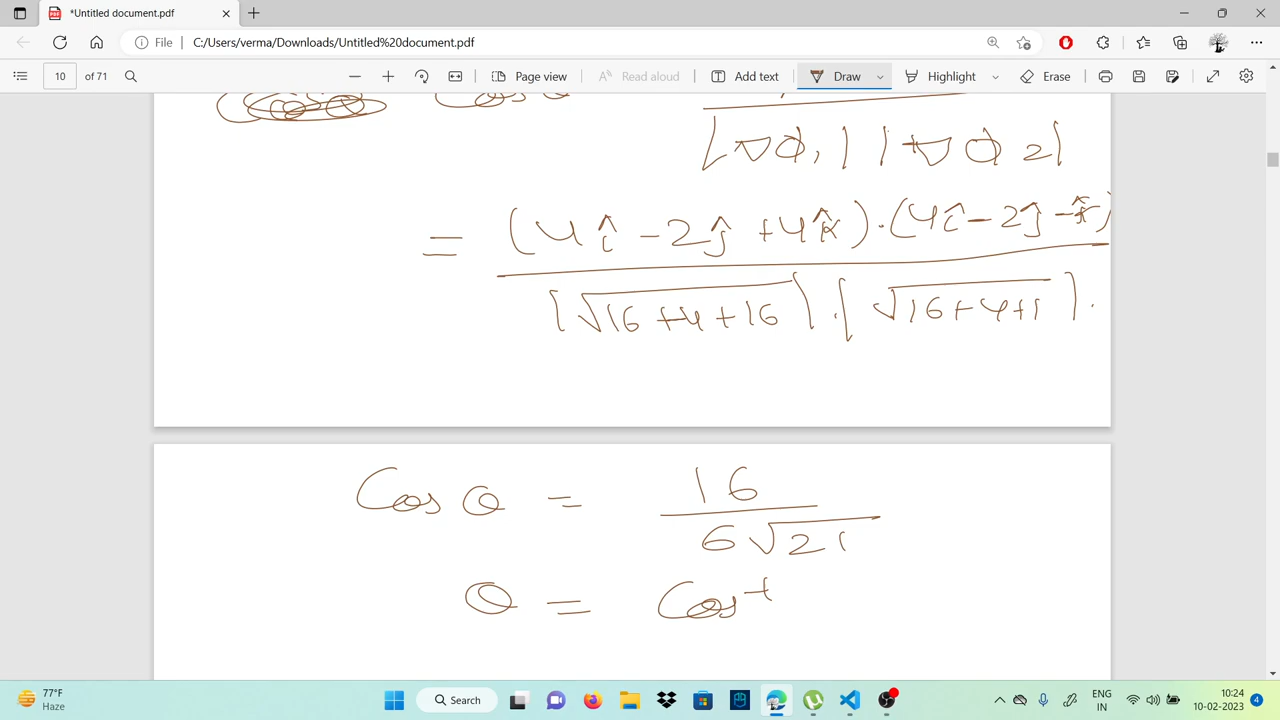 *Untitled document.pdf
File C:/Users/verma/Downloads/Untitled%20document.pdf
10 of 71 Page view Read aloud Add text Draw Highlight Erase
Cos θ
|∇φ₁| |∇φ₂|
= (4î - 2ĵ + 4k̂) . (4î - 2ĵ - k̂)
[√16+4+16] . [√16+4+1] .
Cos θ = 16
6√21
θ = Cos⁻¹
77°F
Haze
Search
ENG
IN
10:24
10-02-2023
4